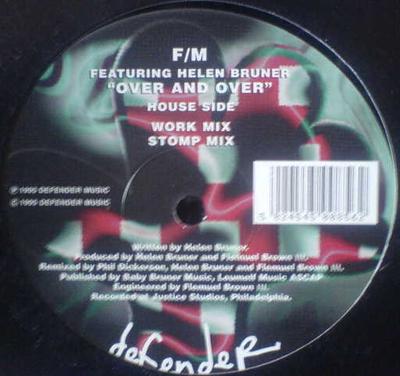 F/M
FEATURING HELEN BRUNER
"OVER AND OVER"
HOUSE SIDE
WORK MIX
STOMP MIX
℗ 1995 DEFENDER MUSIC
© 1995 DEFENDER MUSIC
Written by Helen Bruner.
Produced by Helen Bruner and Flemuel Brown III.
Remixed by Phil Dickerson, Helen Bruner and Flemuel Brown III.
Published by Baby Bruner Music, Leumell Music ASCAP
Engineered by Flemuel Brown III.
Recorded at Justice Studios, Philadelphia.
defender